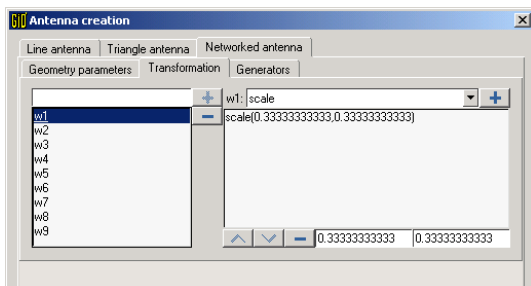 GiD Antenna creation
Line antenna Triangle antenna Networked antenna
Geometry parameters Transformation Generators
w1: scale
w1
scale(0.33333333333,0.33333333333)
w2
w3
w4
w5
w6
w7
w8
w9
0.33333333333 0.33333333333